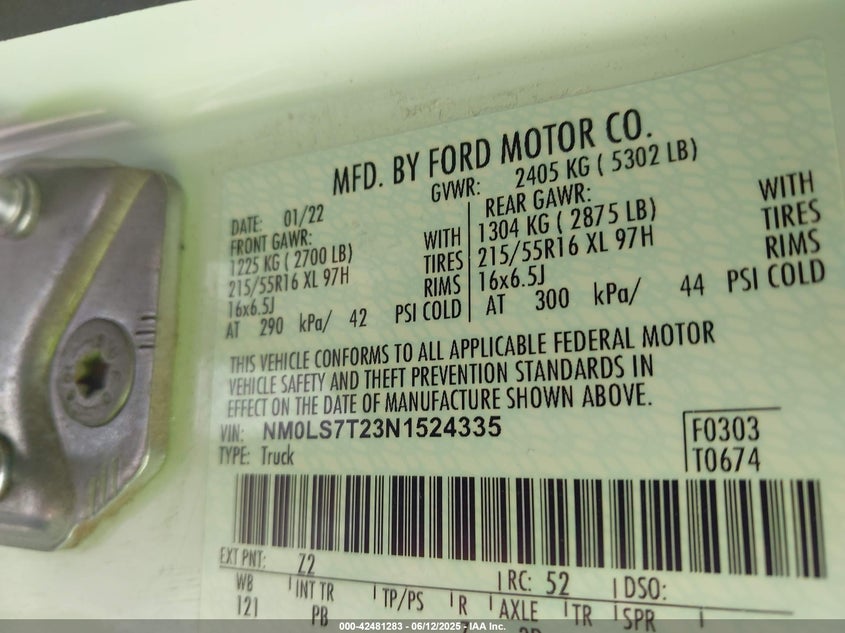 MFD. BY FORD MOTOR CO.
GVWR: 2405 KG ( 5302 LB)
DATE: 01/22
FRONT GAWR:
1225 KG ( 2700 LB) WITH
215/55R16 XL 97H TIRES
16x6.5J RIMS
AT 290 kPa/ 42 PSI COLD
REAR GAWR: WITH
1304 KG ( 2875 LB) TIRES
215/55R16 XL 97H RIMS
16x6.5J
AT 300 kPa/ 44 PSI COLD
THIS VEHICLE CONFORMS TO ALL APPLICABLE FEDERAL MOTOR
VEHICLE SAFETY AND THEFT PREVENTION STANDARDS IN
EFFECT ON THE DATE OF MANUFACTURE SHOWN ABOVE.
VIN: NM0LS7T23N1524335
TYPE: Truck
F0303
T0674
EXT PNT: Z2 RC: 52 DSO:
WB INT TR TP/PS R AXLE TR SPR
121 PB
000-42481283 - 06/12/2025 - IAA Inc.